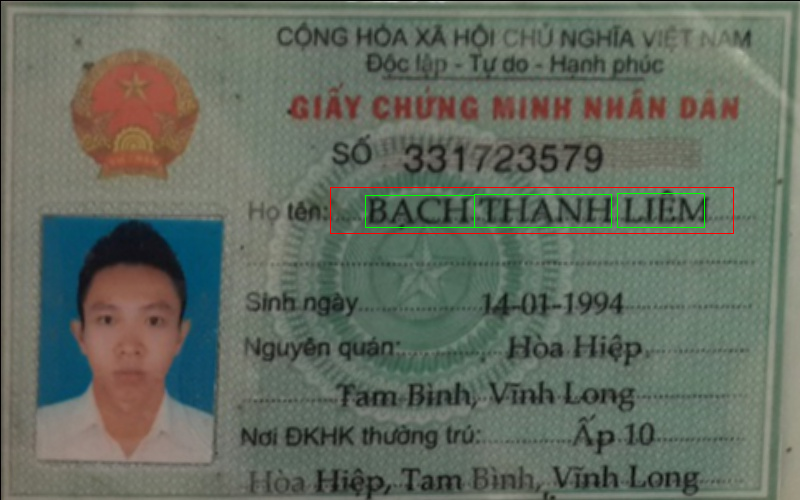 CỘNG HÒA XÃ HỘI CHỦ NGHĨA VIỆT NAM
Độc lập - Tự do - Hạnh phúc
GIẤY CHỨNG MINH NHÂN DÂN
SỐ 331723579
Họ tên: BẠCH THANH LIÊM
Sinh ngày 14-01-1994
Nguyên quán: Hòa Hiệp,
Tam Bình, Vĩnh Long
Nơi ĐKHK thường trú: Ấp 10
Hòa Hiệp, Tam Bình, Vĩnh Long